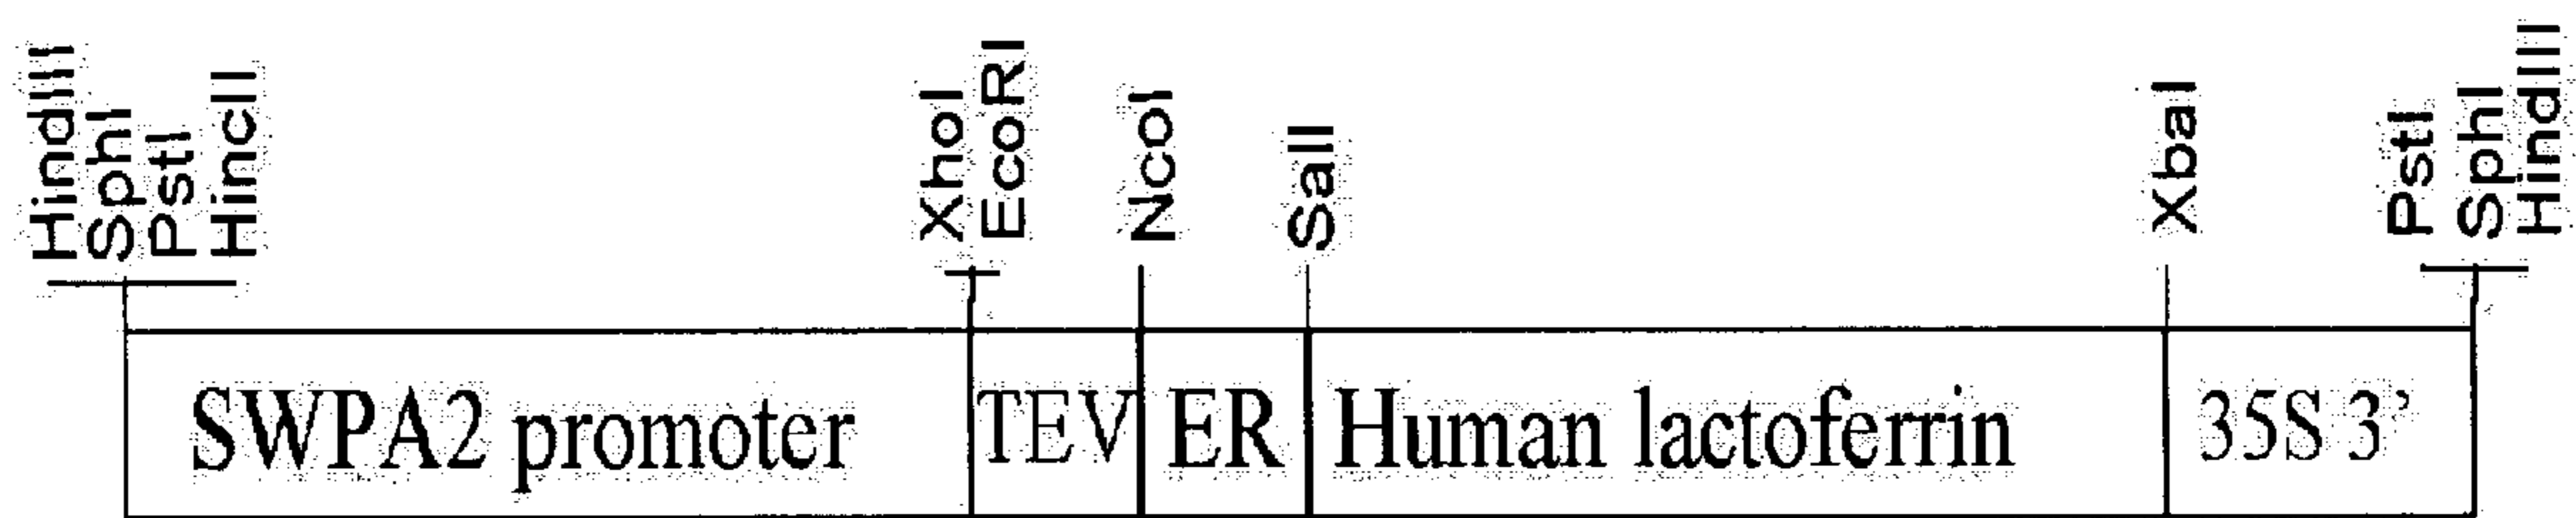 HindIII
SphI
PstI
HincII
XhoI
EcoRI
NcoI
SalI
XbaI
PstI
SphI
HindIII
SWPA2 promoter
TEV
ER
Human lactoferrin
35S 3’